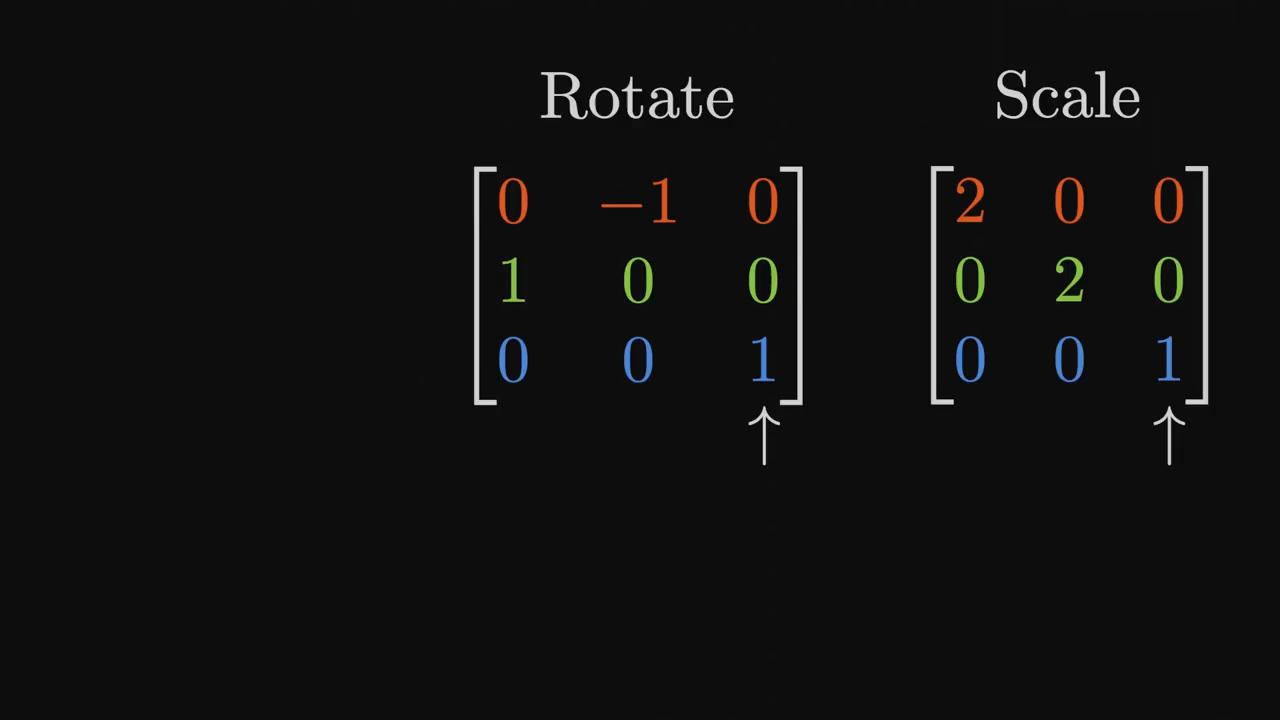 Rotate Scale
0 −1 0 2 0 0
1 0 0 0 2 0
0 0 1 0 0 1
↑ ↑